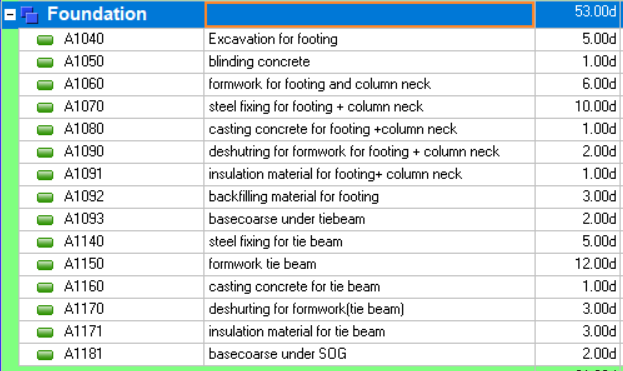 Foundation 53.00d
A1040 Excavation for footing 5.00d
A1050 blinding concrete 1.00d
A1060 formwork for footing and column neck 6.00d
A1070 steel fixing for footing + column neck 10.00d
A1080 casting concrete for footing +column neck 1.00d
A1090 deshutring for formwork for footing + column neck 2.00d
A1091 insulation material for footing+ column neck 1.00d
A1092 backfilling material for footing 3.00d
A1093 basecoarse under tiebeam 2.00d
A1140 steel fixing for tie beam 5.00d
A1150 formwork tie beam 12.00d
A1160 casting concrete for tie beam 1.00d
A1170 deshurting for formwork(tie beam) 3.00d
A1171 insulation material for tie beam 3.00d
A1181 basecoarse under SOG 2.00d